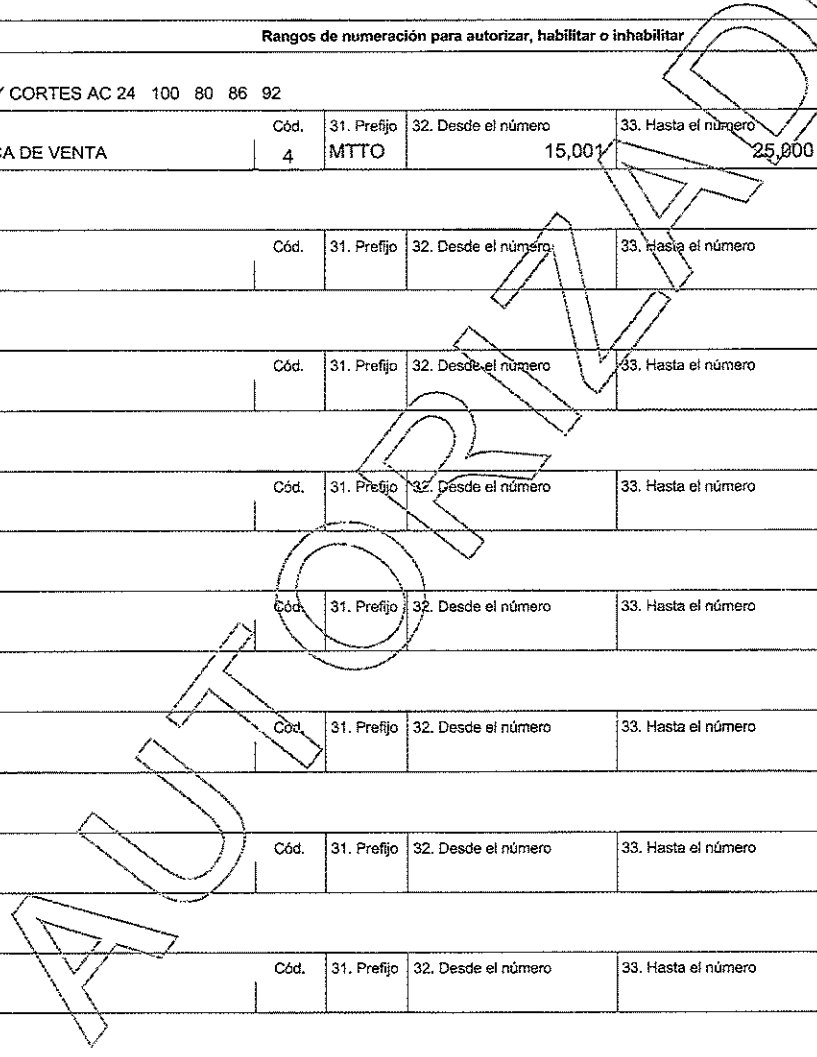 Rangos de numeración para autorizar, habilitar o inhabilitar
Y CORTES AC 24 100 80 86 92
Cód. 31. Prefijo 32. Desde el número 33. Hasta el número
CA DE VENTA 4 MTTO 15,001 25,000
Cód. 31. Prefijo 32. Desde el número 33. Hasta el número
Cód. 31. Prefijo 32. Desde el número 33. Hasta el número
Cód. 31. Prefijo 32. Desde el número 33. Hasta el número
Cód. 31. Prefijo 32. Desde el número 33. Hasta el número
Cód. 31. Prefijo 32. Desde el número 33. Hasta el número
Cód. 31. Prefijo 32. Desde el número 33. Hasta el número
Cód. 31. Prefijo 32. Desde el número 33. Hasta el número
AUTORIZAD